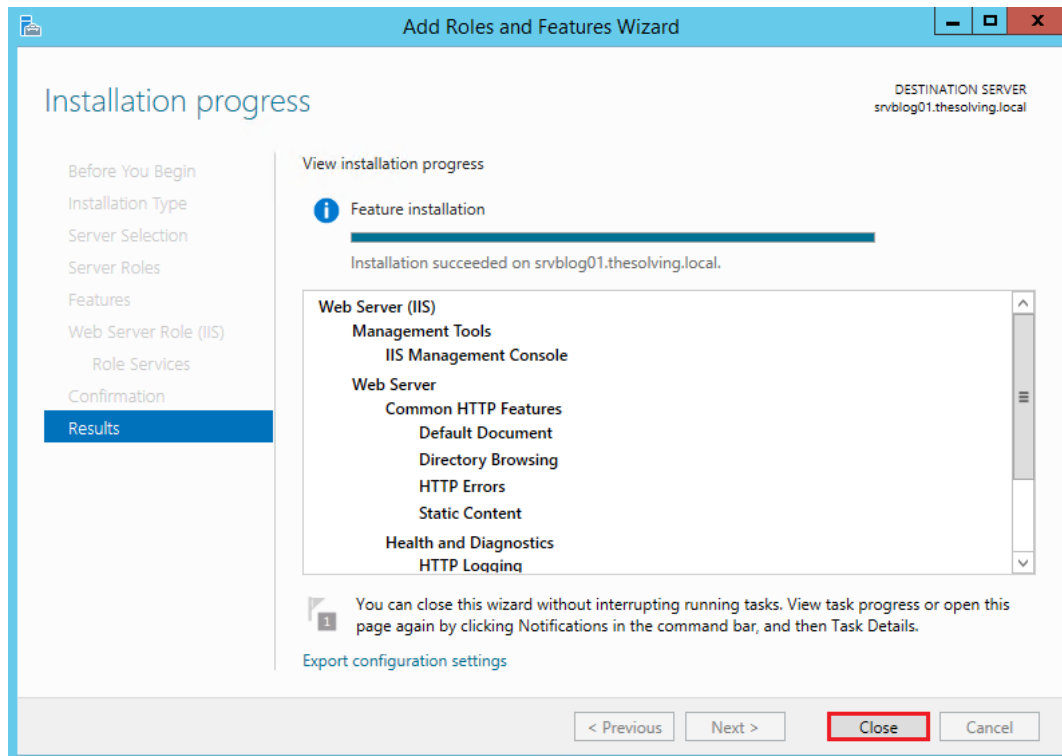 Add Roles and Features Wizard
Installation progress
DESTINATION SERVER
srvblog01.thesolving.local
Before You Begin
Installation Type
Server Selection
Server Roles
Features
Web Server Role (IIS)
Role Services
Confirmation
Results
View installation progress
Feature installation
Installation succeeded on srvblog01.thesolving.local.
Web Server (IIS)
Management Tools
IIS Management Console
Web Server
Common HTTP Features
Default Document
Directory Browsing
HTTP Errors
Static Content
Health and Diagnostics
HTTP Logging
1
You can close this wizard without interrupting running tasks. View task progress or open this
page again by clicking Notifications in the command bar, and then Task Details.
Export configuration settings
< Previous
Next >
Close
Cancel